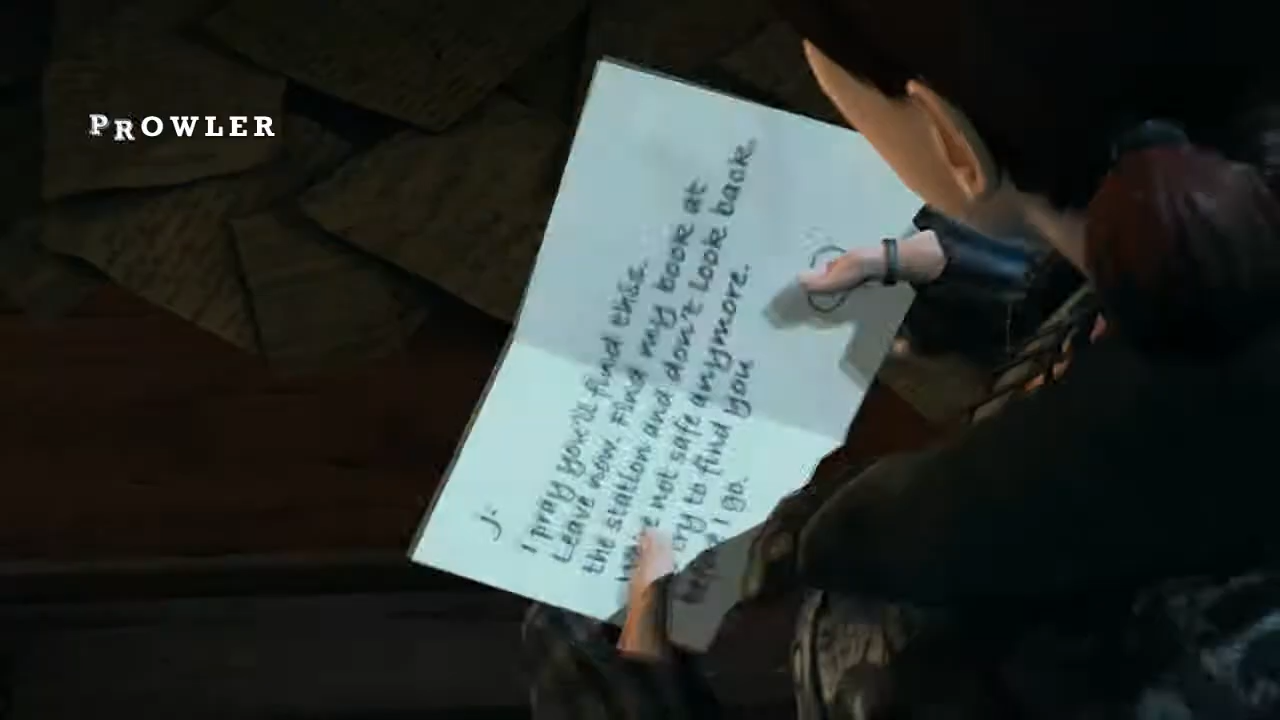 PROWLER
J:
I pray you'll find this.
Leave now. Find my book at
the station and don't look back.
not safe anymore.
try to find you
I go.